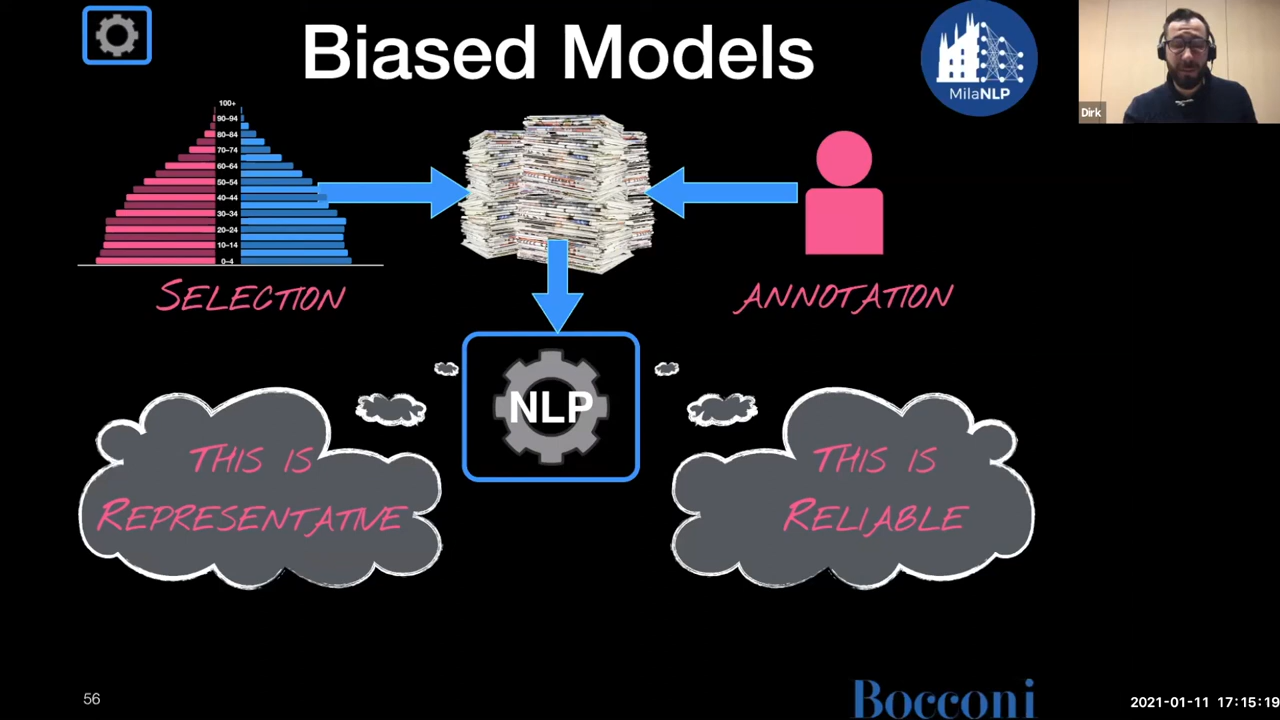 Biased Models
MilaNLP
Dirk
100+
90–94
80–84
70–74
60–64
50–54
40–44
30–34
20–24
10–14
0–4
SELECTION
ANNOTATION
NLP
THIS IS
REPRESENTATIVE
THIS IS
RELIABLE
56
Bocconi
2021-01-11 17:15:19